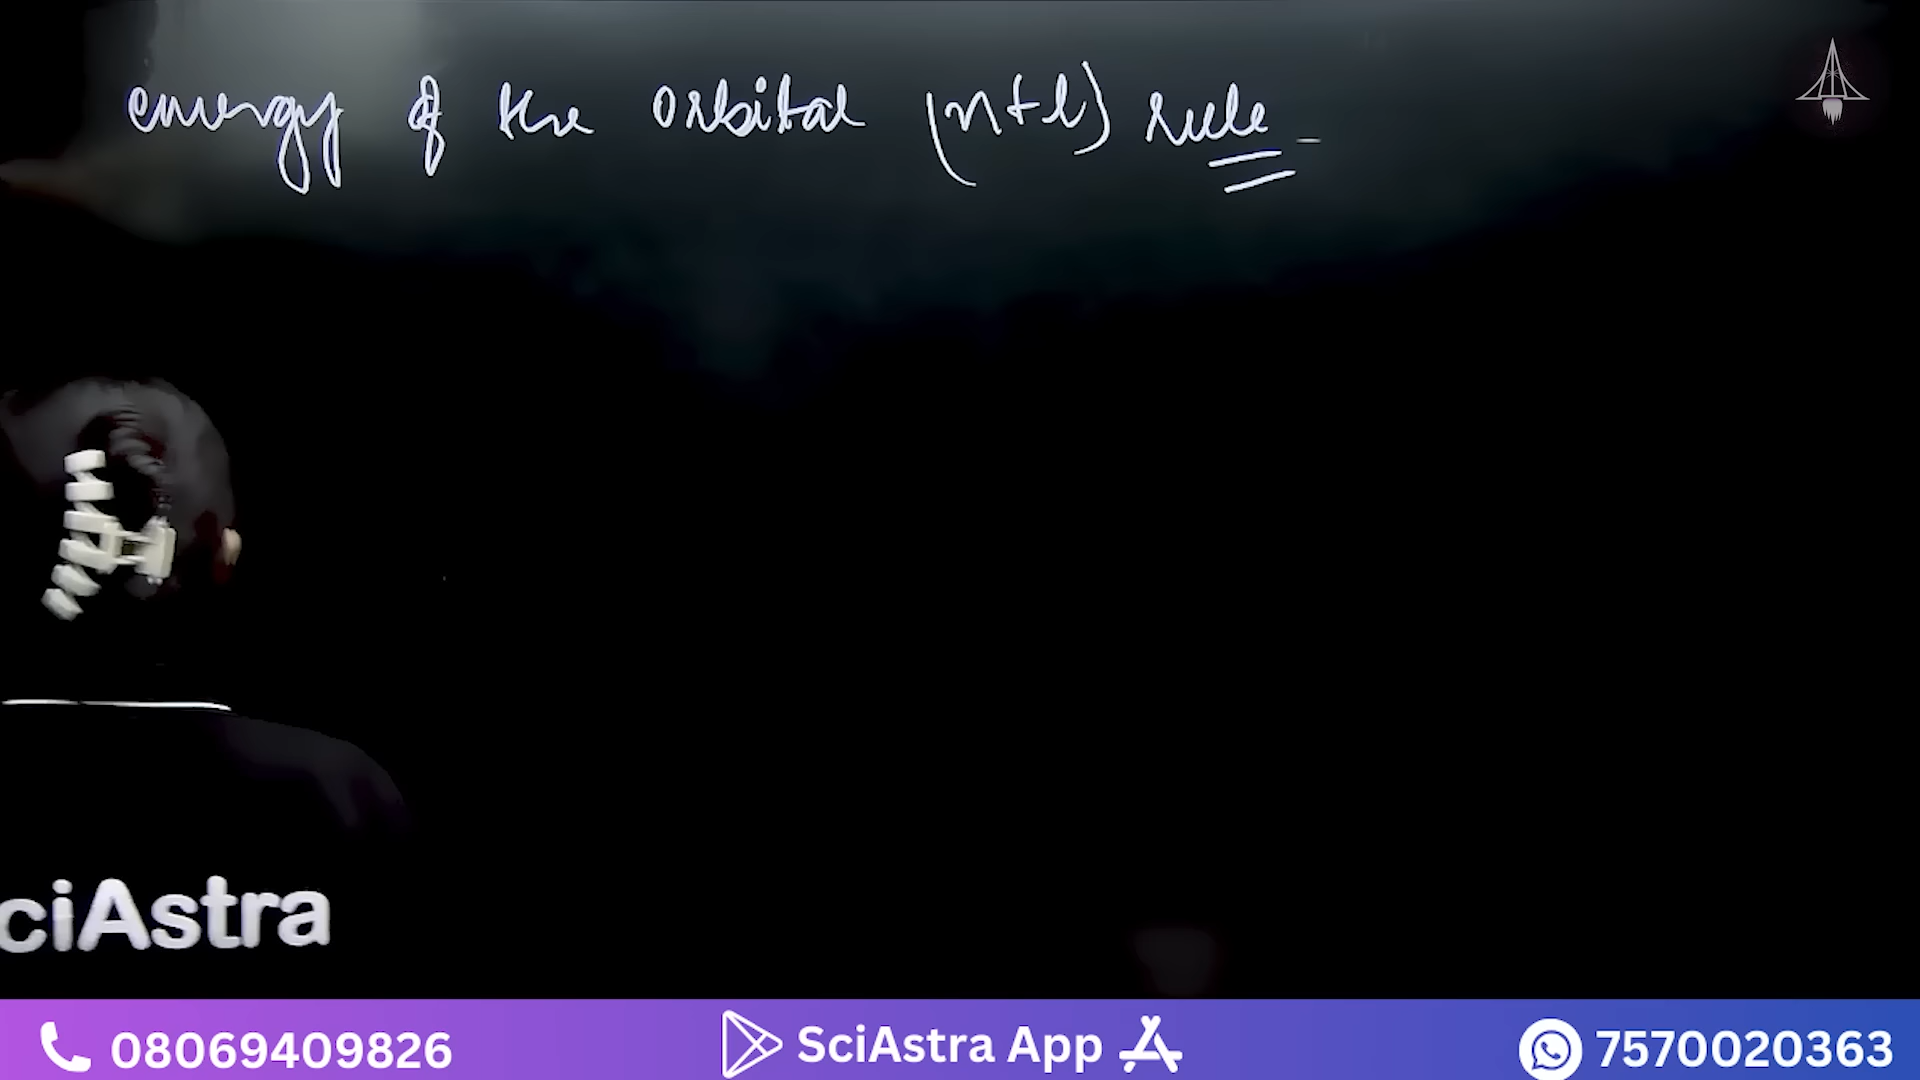 energy of the orbital (n+l) rule -
ciAstra
08069409826 SciAstra App 7570020363